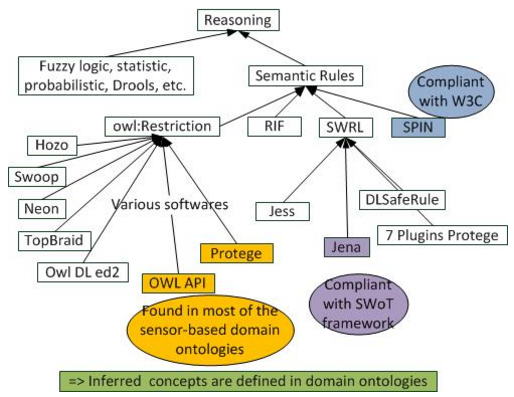 Reasoning
Fuzzy logic, statistic,
probabilistic, Drools, etc.
Semantic Rules
Compliant
with W3C
owl:Restriction
RIF
SWRL
SPIN
Hozo
Swoop
Neon
TopBraid
Owl DL ed2
Various softwares
Jess
DLSafeRule
7 Plugins Protege
Protege
Jena
OWL API
Compliant
with SWoT
framework
Found in most of the
sensor-based domain
ontologies
=> Inferred concepts are defined in domain ontologies